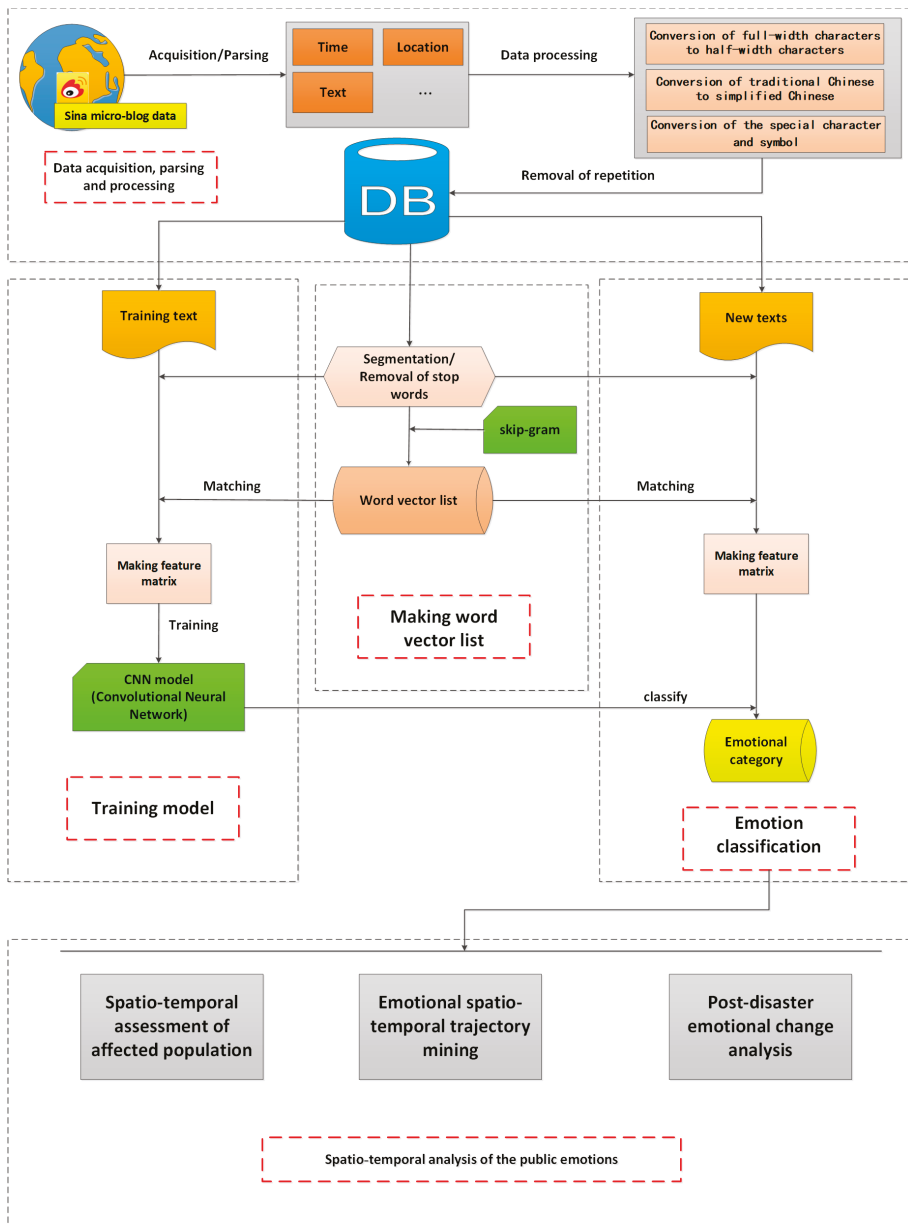 Acquisition/Parsing
Time
Location
Text
...
Data processing
Conversion of full-width characters
to half-width characters
Conversion of traditional Chinese
to simplified Chinese
Conversion of the special character
and symbol
Sina micro-blog data
Data acquisition, parsing
and processing
Removal of repetition
DB
Training text
Segmentation/
Removal of stop
words
New texts
skip-gram
Matching
Word vector list
Matching
Making feature
matrix
Making feature
matrix
Making word
vector list
Training
CNN model
(Convolutional Neural
Network)
classify
Emotional
category
Training model
Emotion
classification
Spatio-temporal
assessment of
affected population
Emotional spatio-
temporal trajectory
mining
Post-disaster
emotional change
analysis
Spatio-temporal analysis of the public emotions